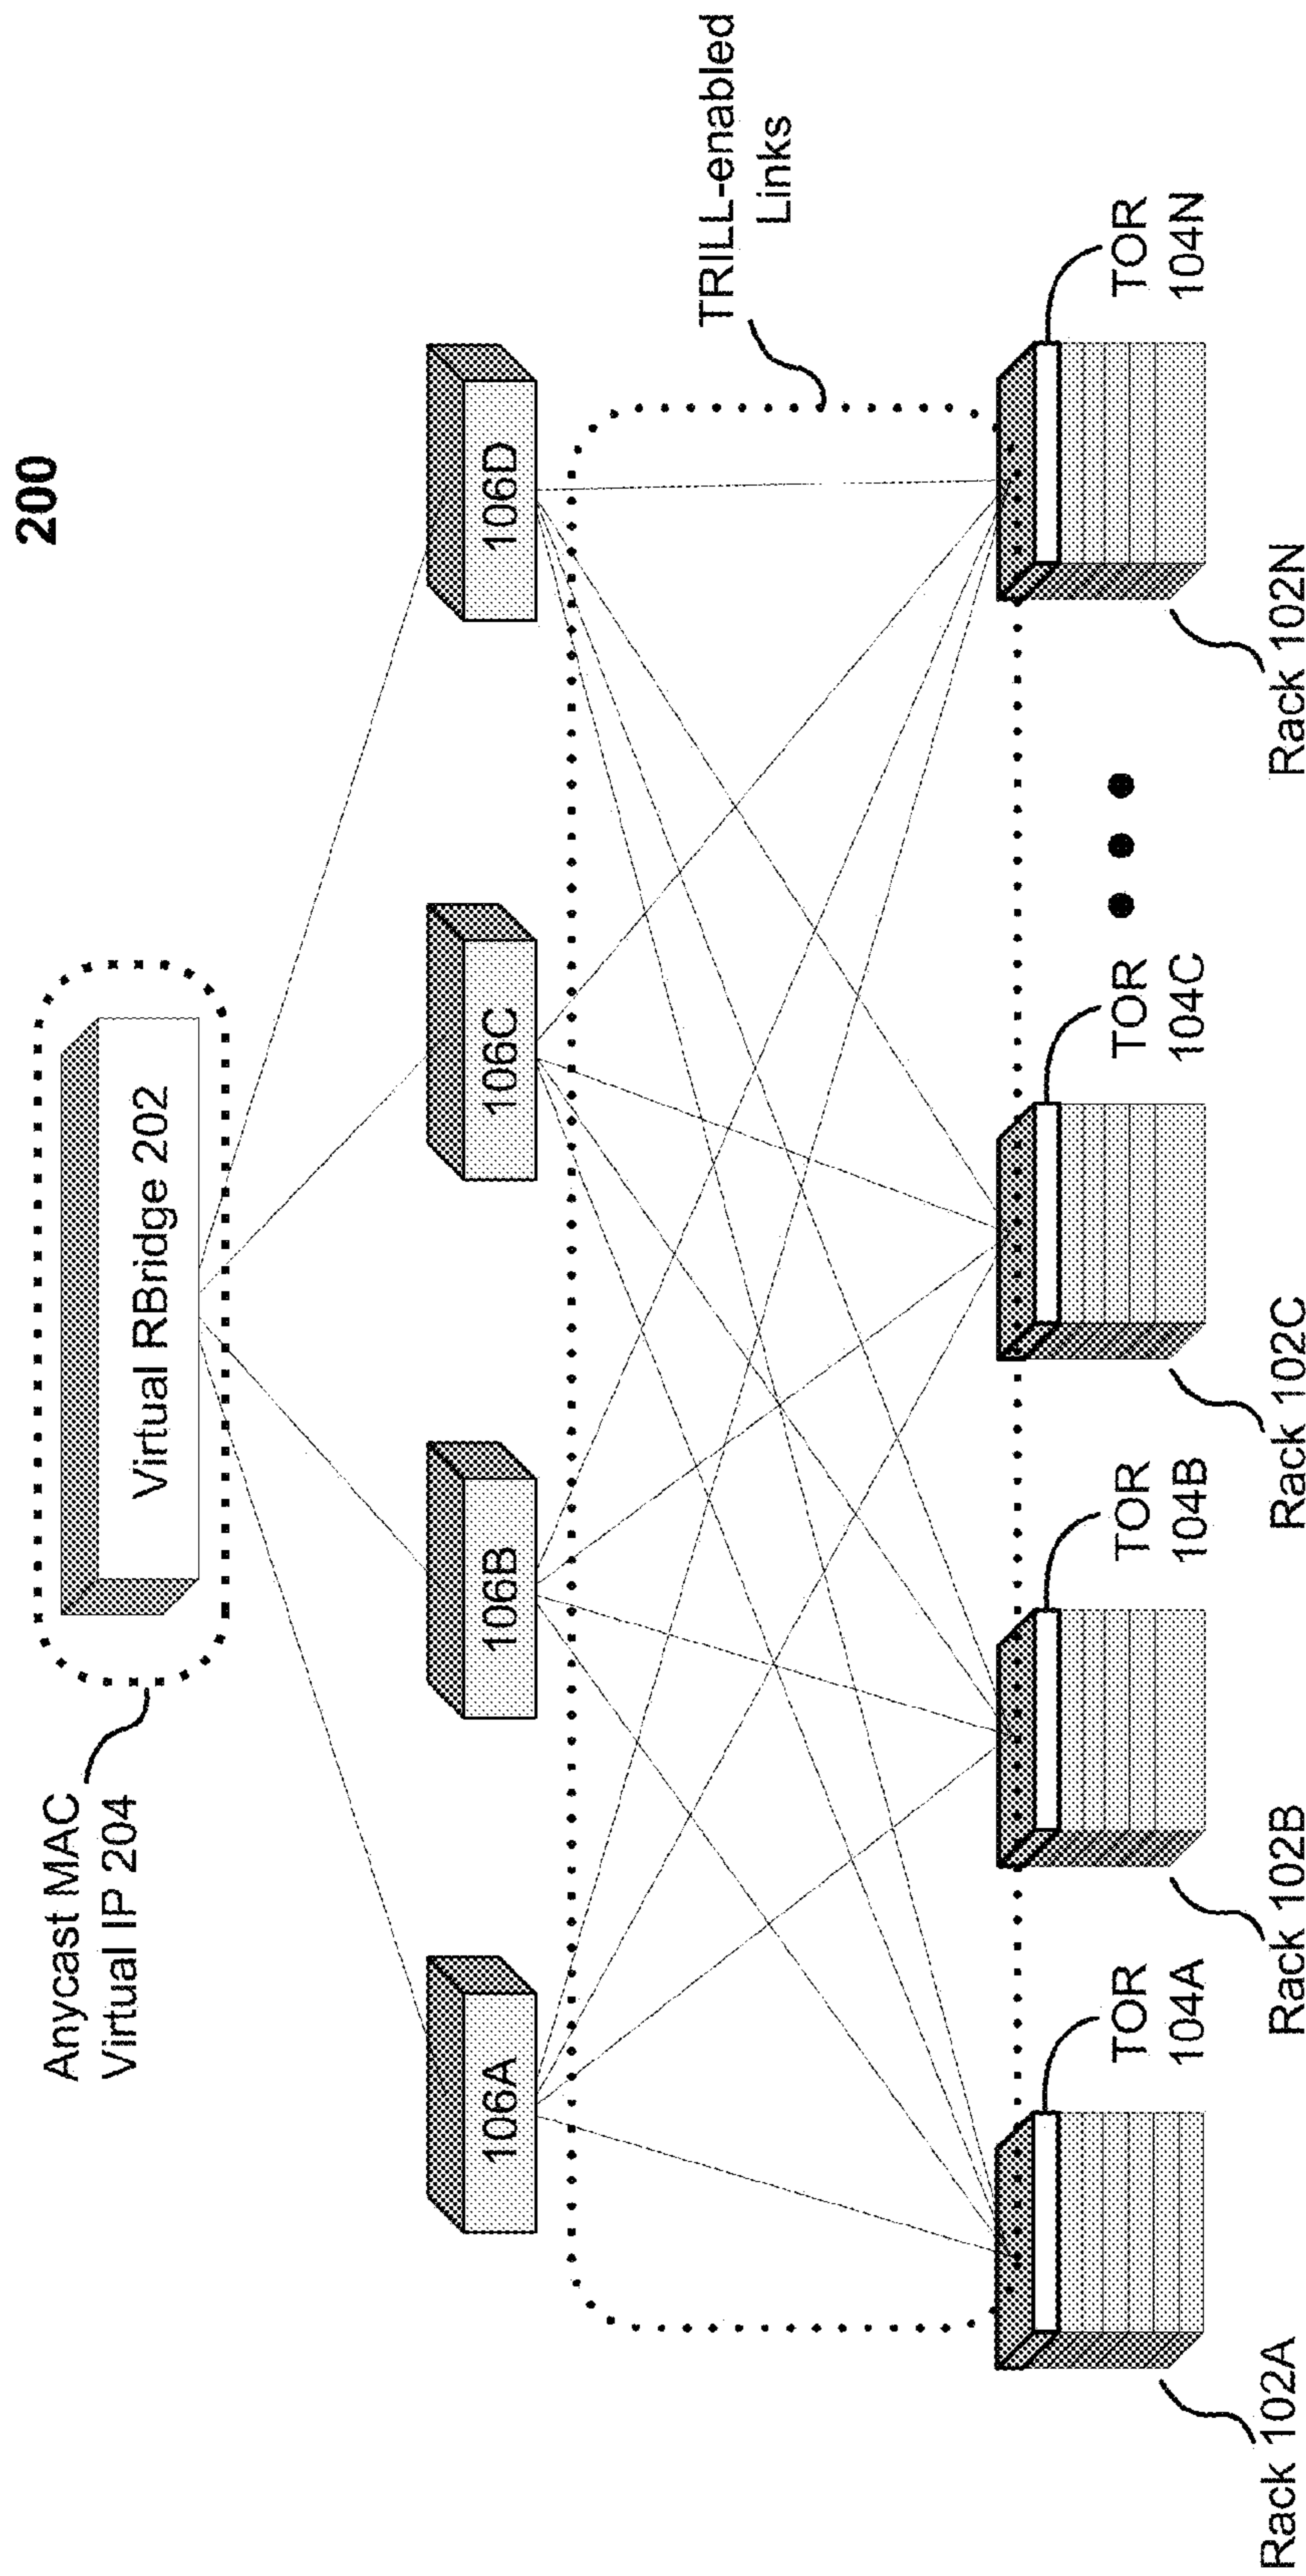 200
Anycast MAC
Virtual IP 204
Virtual RBridge 202
106A
106B
106C
106D
TRILL-enabled
Links
TOR
104A
TOR
104B
TOR
104C
TOR
104N
Rack 102A
Rack 102B
Rack 102C
Rack 102N